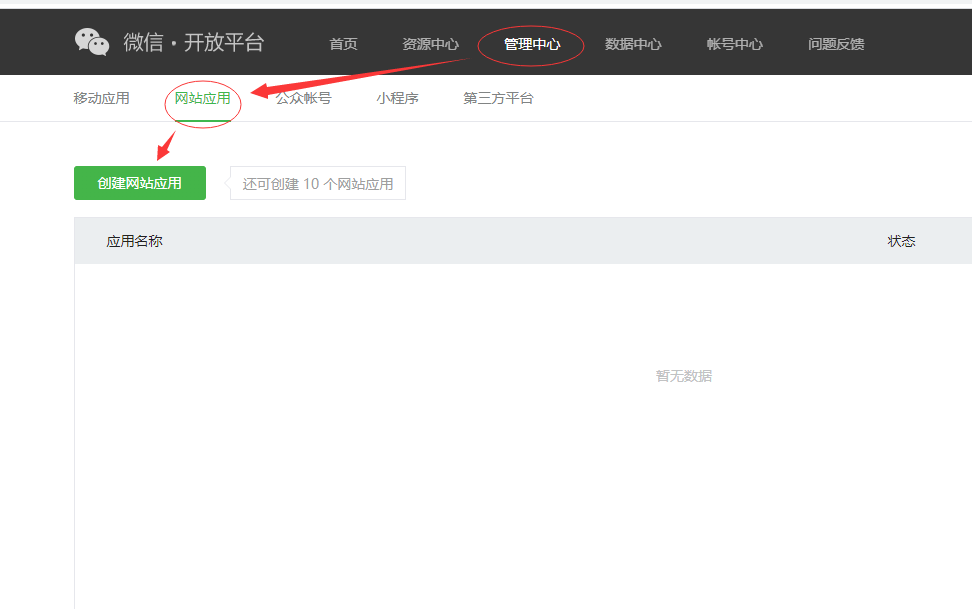 微信·开放平台 首页 资源中心 管理中心 数据中心 帐号中心 问题反馈
移动应用 网站应用 公众帐号 小程序 第三方平台
创建网站应用 还可创建 10 个网站应用
应用名称 状态
暂无数据